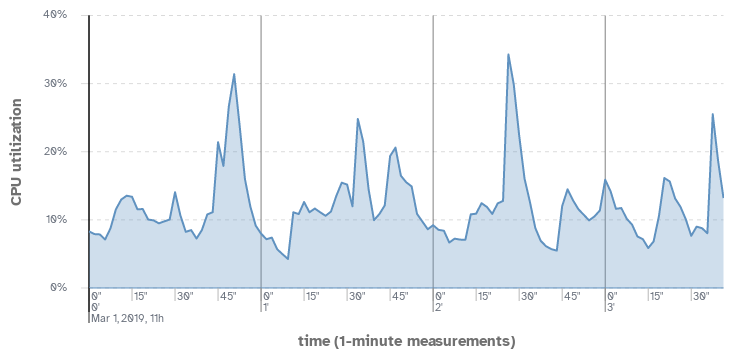 40%
30%
20%
10%
0%
CPU utilization
0" 15" 30" 45" 0" 15" 30" 45" 0" 15" 30" 45" 0" 15" 30"
0' 1' 2' 3'
Mar 1, 2019, 11h
time (1-minute measurements)